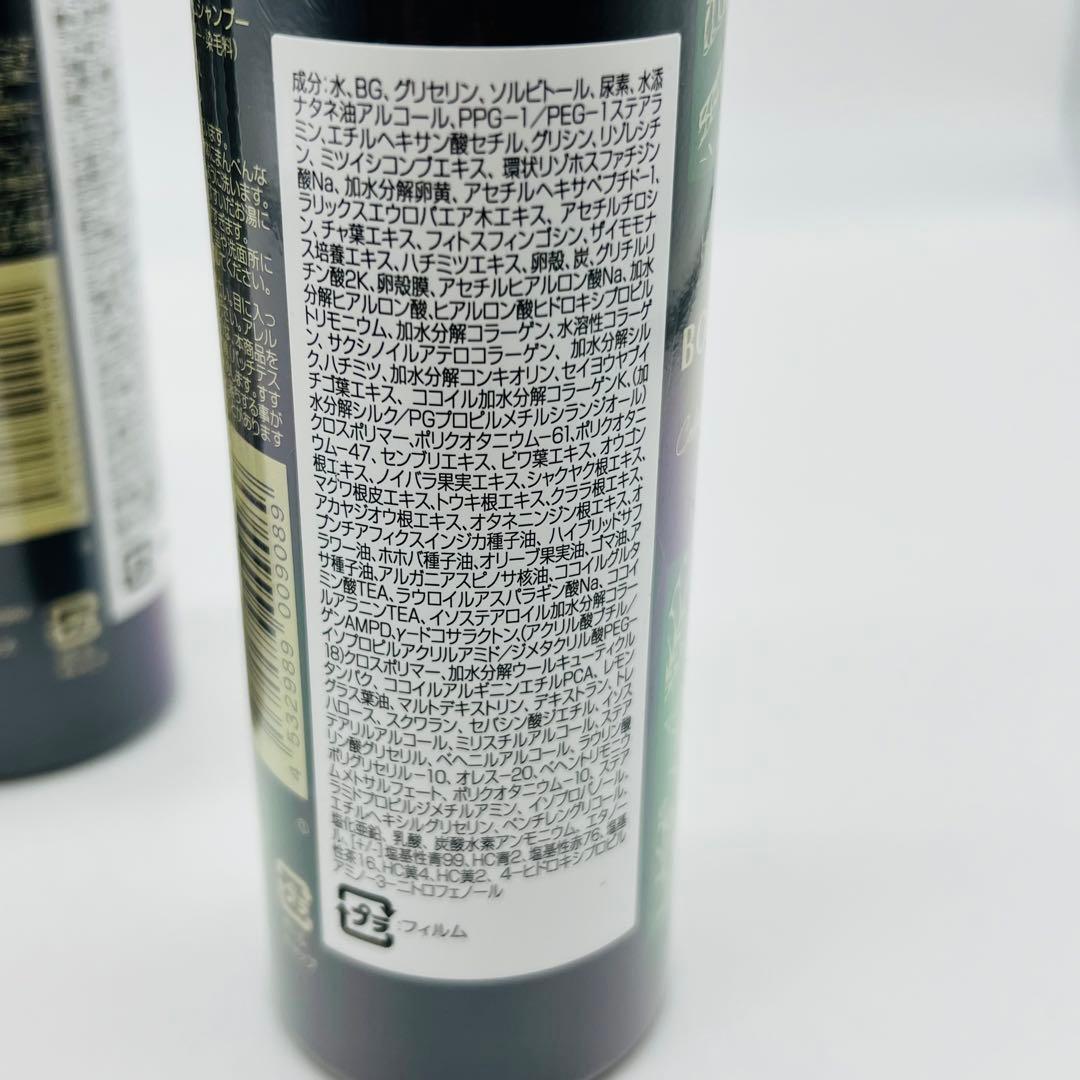 シャンプー
染毛料)
成分:水、BG、グリセリン、ソルビトール、尿素、水添
ナタネ油アルコール、PPG-1/PEG-1ステアラ
ミン、エチルヘキサン酸セチル、グリシン、リゾレシチ
ン、ミツイシコンブエキス、環状リゾホスファチジン
酸Na、加水分解卵黄、アセチルヘキサペプチド-1、
ラリックスエウロパエア木エキス、アセチルチロシ
ン、チャ葉エキス、フィトスフィンゴシン、ザイモモナ
ス培養エキス、ハチミツエキス、卵殻、炭、グリチルリ
チン酸2K、卵殻膜、アセチルヒアルロン酸Na、加水
分解ヒアルロン酸、ヒアルロン酸ヒドロキシプロピル
トリモニウム、加水分解コラーゲン、水溶性コラーゲ
ン、サクシノイルアテロコラーゲン、加水分解シル
ク、ハチミツ、加水分解コンキオリン、セイヨウヤブイ
チゴ葉エキス、ココイル加水分解コラーゲンK、(加
水分解シルク/PGプロピルメチルシランジオール)
クロスポリマー、ポリクオタニウム-61、ポリクオタニ
ウム-47、センブリエキス、ビワ葉エキス、オウゴン
根エキス、ノイバラ果実エキス、シャクヤク根エキス、
マグワ根皮エキス、トウキ根エキス、クララ根エキス、
アカヤジオウ根エキス、オタネニンジン根エキス、オ
プンチアフィクスインジカ種子油、ハイブリッドサフ
ラワー油、ホホバ種子油、オリーブ果実油、ゴマ油、ア
サ種子油、アルガニアスピノサ核油、ココイルグルタ
ミン酸TEA、ラウロイルアスパラギン酸Na、ココイ
ルアラニンTEA、イソステアロイル加水分解コラー
ゲンAMPD、γ-ドコサラクトン、(アクリル酸ブチル/
イソプロピルアクリルアミド/ジメタクリル酸PEG-
18)クロスポリマー、加水分解ウールキューティクル
タンパク、ココイルアルギニンエチルPCA、レモン
グラス葉油、マルトデキストリン、デキストラン、トレ
ハロース、スクワラン、セバシン酸ジエチル、イソス
テアリルアルコール、ミリスチルアルコール、ステア
リン酸グリセリル、ベヘニルアルコール、ラウリン酸
ポリグリセリル-10、オレス-20、ベヘントリモニウ
ムメトサルフェート、ポリクオタニウム-10、ステア
ラミドプロピルジメチルアミン、イソプロパノール、
エチルヘキシルグリセリン、ペンチレングリコール、
塩化亜鉛、乳酸、炭酸水素アンモニウム、エタノー
ル、[+/-]塩基性青99、HC青2、塩基性赤76、塩基
性茶16、HC黄4、HC黄2、4-ヒドロキシプロピル
アミノ-3-ニトロフェノール
プラ
:フィルム
4 532989 009089